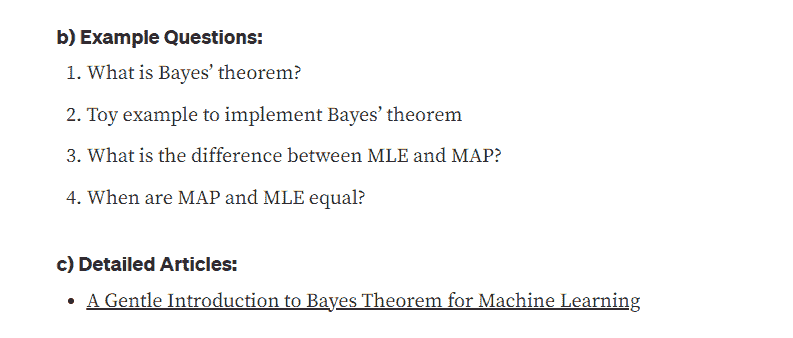 b) Example Questions:
1. What is Bayes’ theorem?
2. Toy example to implement Bayes’ theorem
3. What is the difference between MLE and MAP?
4. When are MAP and MLE equal?
c) Detailed Articles:
• A Gentle Introduction to Bayes Theorem for Machine Learning